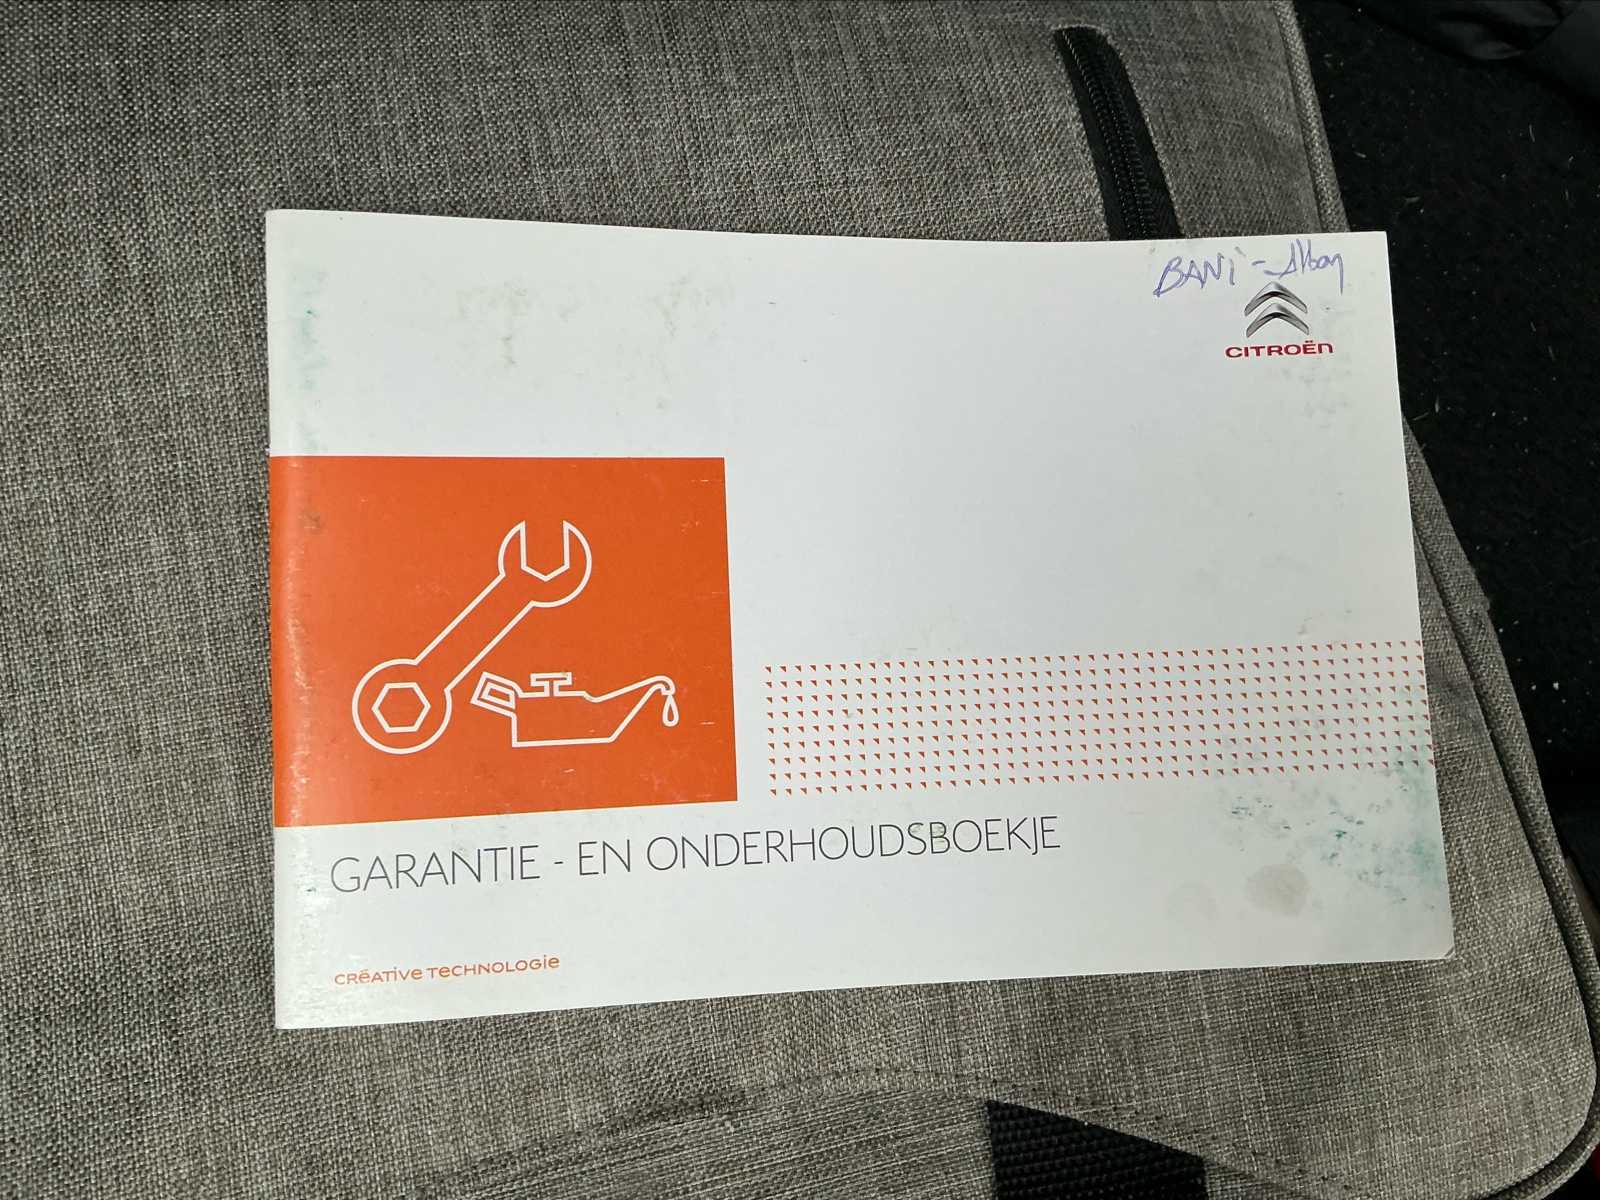 BANI - Alban
CITROËN
GARANTIE - EN ONDERHOUDSBOEKJE
CRÉATIVE TECHNOLOGIE